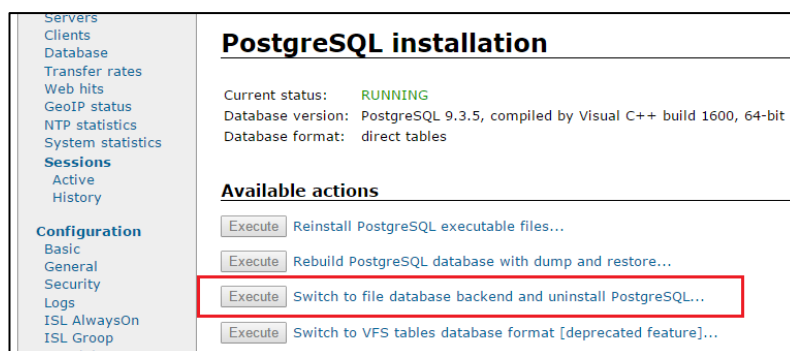 Servers
Clients
Database
Transfer rates
Web hits
GeoIP status
NTP statistics
System statistics
Sessions
Active
History
Configuration
Basic
General
Security
Logs
ISL AlwaysOn
ISL Groop
PostgreSQL installation
Current status: RUNNING
Database version: PostgreSQL 9.3.5, compiled by Visual C++ build 1600, 64-bit
Database format: direct tables
Available actions
Execute Reinstall PostgreSQL executable files...
Execute Rebuild PostgreSQL database with dump and restore...
Execute Switch to file database backend and uninstall PostgreSQL...
Execute Switch to VFS tables database format [deprecated feature]...